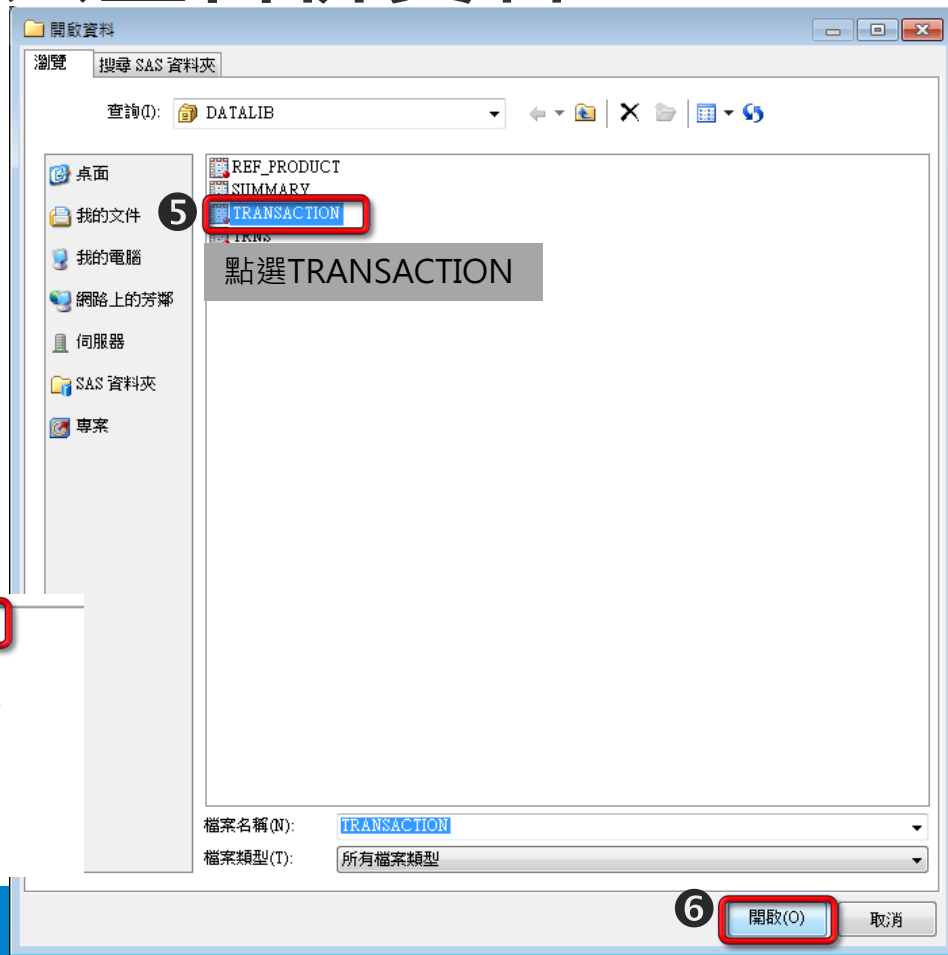 開啟資料
瀏覽
搜尋 SAS 資料夾
查詢(I):
DATALIB
桌面
我的文件
我的電腦
網路上的芳鄰
伺服器
SAS 資料夾
專案
REF_PRODUCT
SUMMARY
❺
TRANSACTION
TRNS
點選TRANSACTION
檔案名稱(N):
TRANSACTION
檔案類型(T):
所有檔案類型
❻
開啟(O)
取消